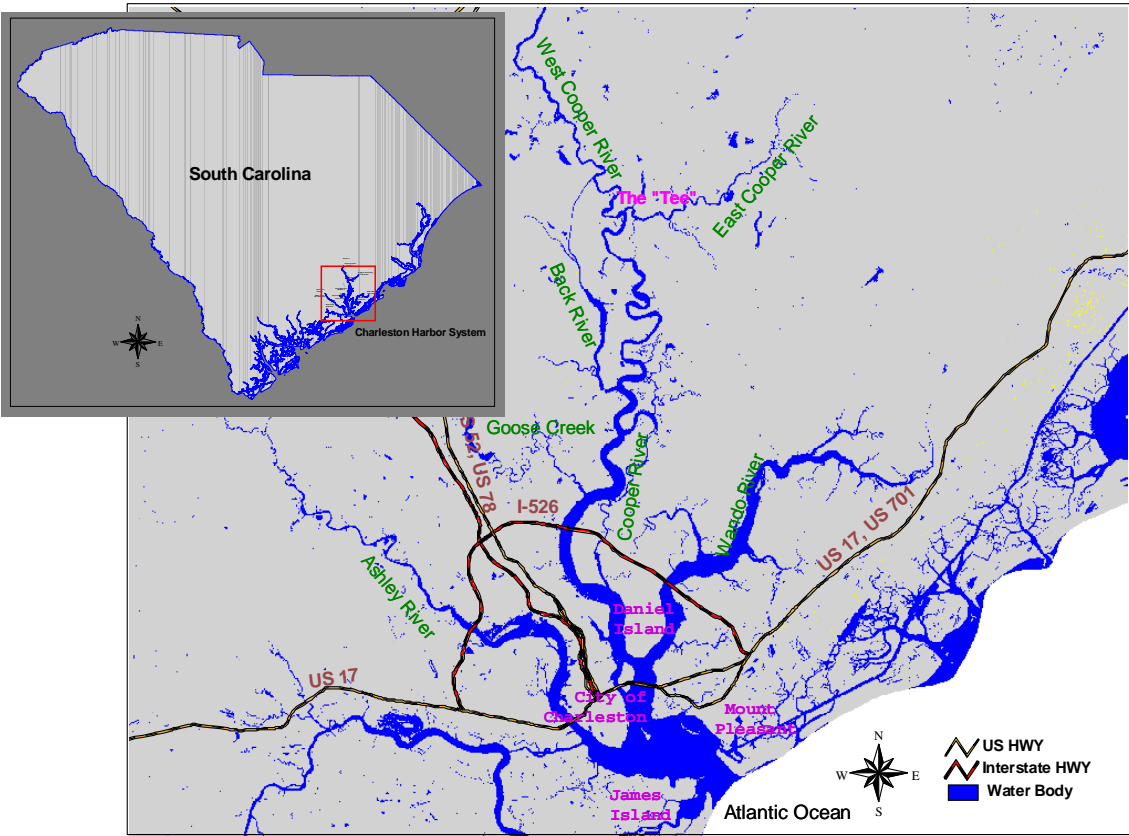 South Carolina
Charleston Harbor System
N
W
E
S
West Cooper River
East Cooper River
The "Tee"
Back River
Goose Creek
S 52, US 78
I-526
Cooper River
Wando River
US 17, US 701
Ashley River
Daniel
Island
US 17
City of
Charleston
Mount
Pleasant
James
Island
Atlantic Ocean
N
W
E
S
US HWY
Interstate HWY
Water Body